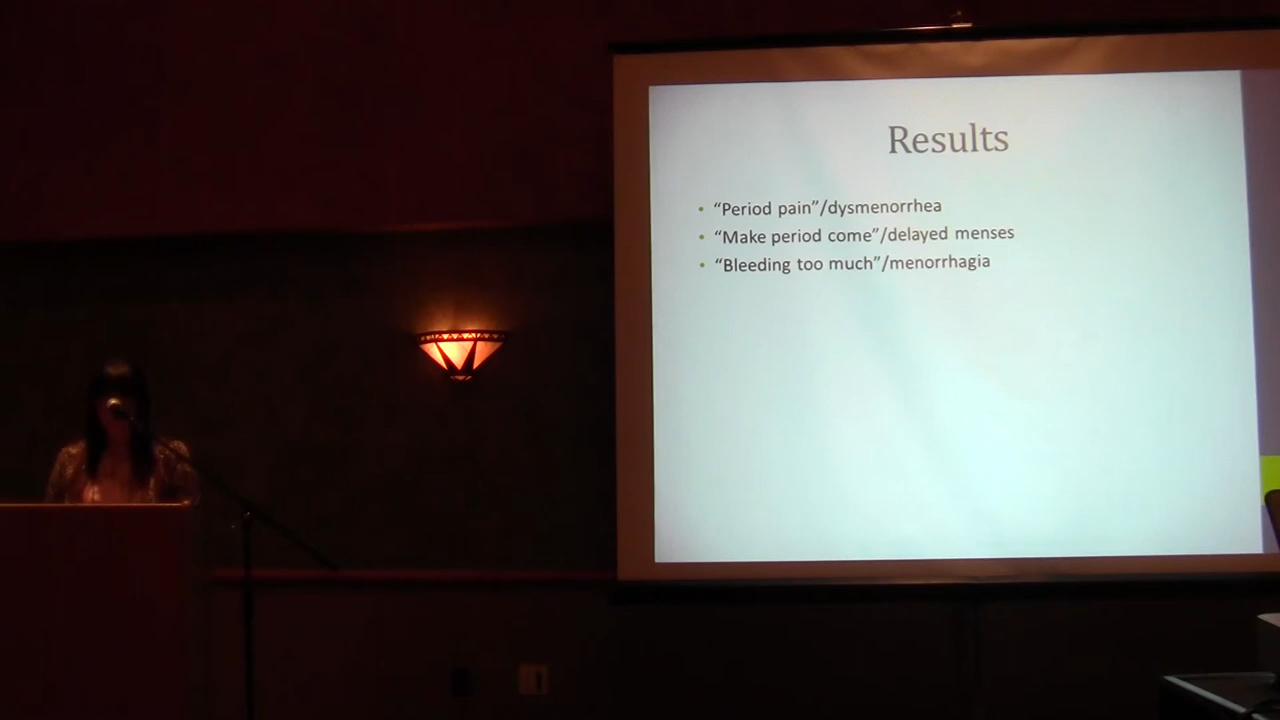 Results
• “Period pain”/dysmenorrhea
• “Make period come”/delayed menses
• “Bleeding too much”/menorrhagia